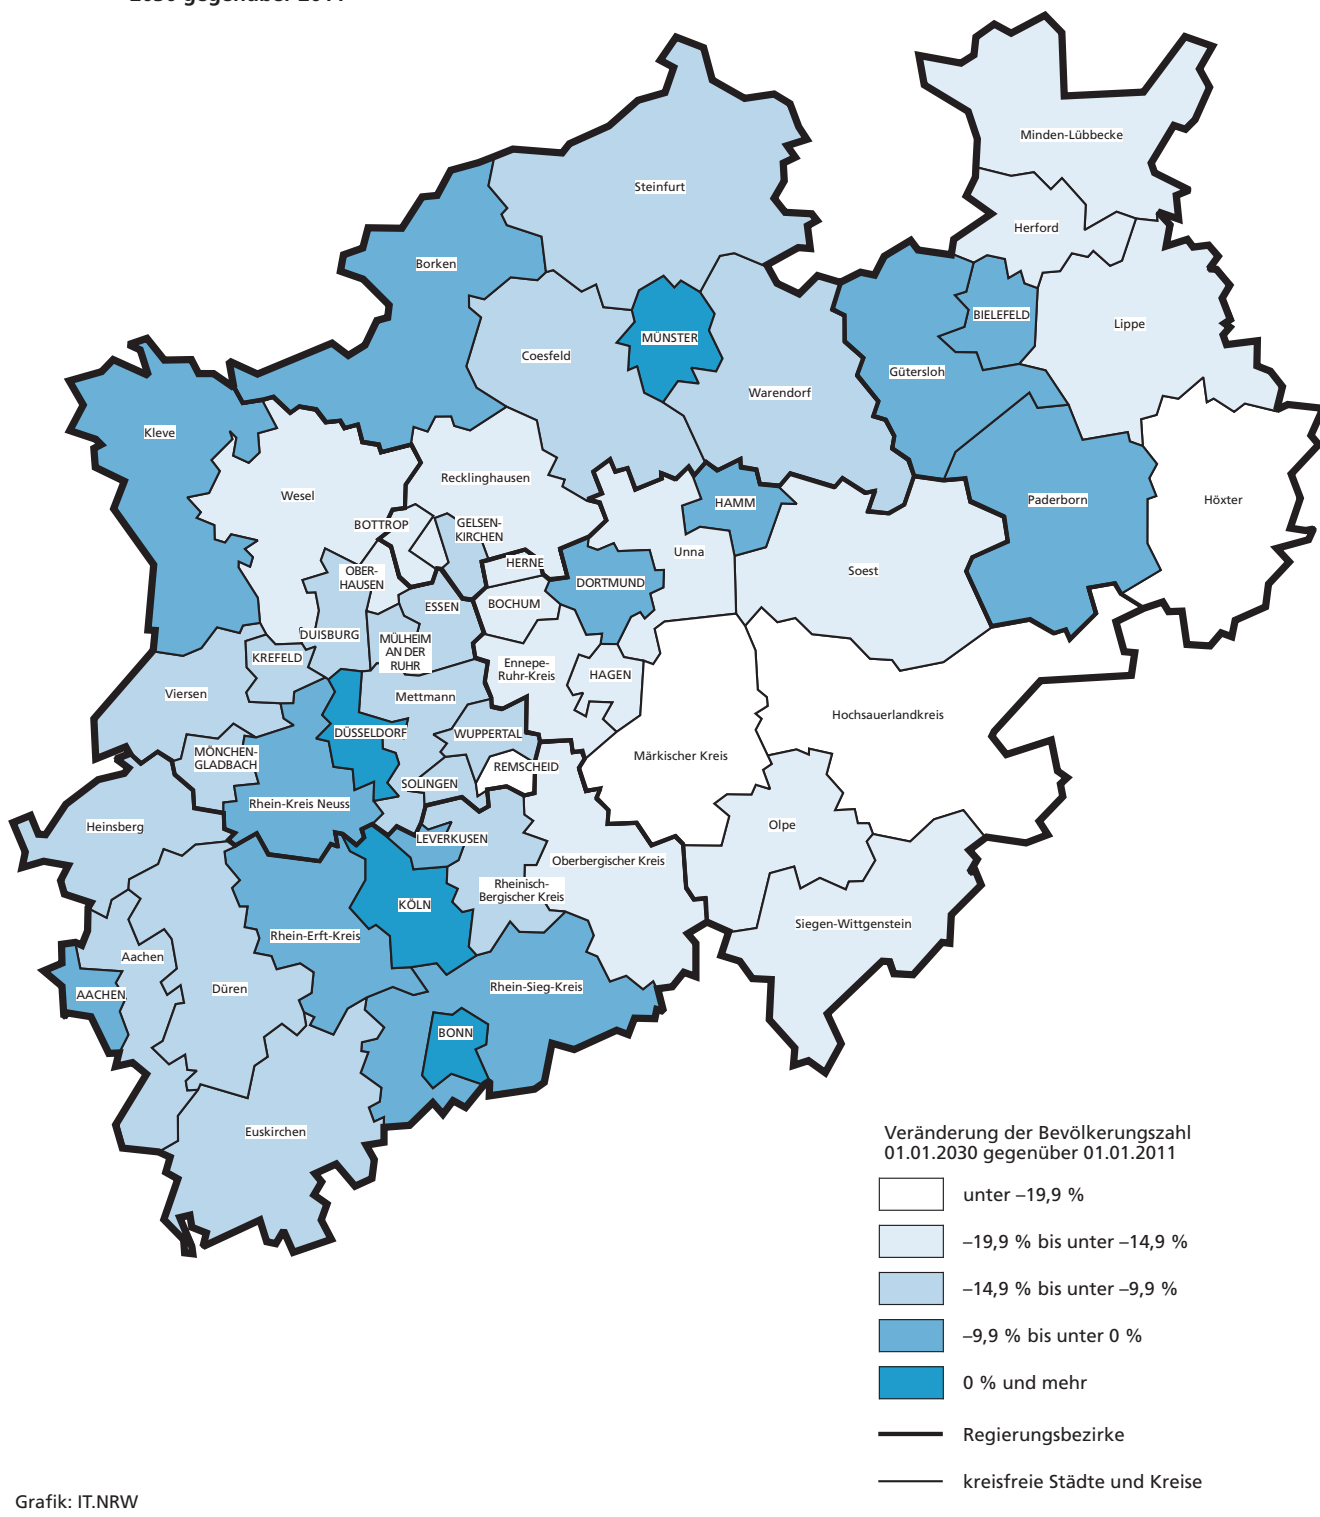 2030 gegenüber 2011
Minden-Lübbecke
Steinfurt
Herford
Borken
BIELEFELD
Lippe
MÜNSTER
Coesfeld
Gütersloh
Warendorf
Kleve
Recklinghausen
Wesel
HAMM
Paderborn
Höxter
BOTTROP
GELSEN-
KIRCHEN
Unna
HERNE
Soest
OBER-
HAUSEN
DORTMUND
ESSEN
BOCHUM
DUISBURG
MÜLHEIM
AN DER
RUHR
KREFELD
Ennepe-
Ruhr-Kreis
HAGEN
Viersen
Mettmann
Hochsauerlandkreis
DÜSSELDORF
WUPPERTAL
MÖNCHEN-
GLADBACH
Märkischer Kreis
REMSCHEID
SOLINGEN
Rhein-Kreis Neuss
Heinsberg
Olpe
LEVERKUSEN
Oberbergischer Kreis
Rheinisch-
Bergischer Kreis
KÖLN
Siegen-Wittgenstein
Rhein-Erft-Kreis
Aachen
AACHEN
Düren
Rhein-Sieg-Kreis
BONN
Euskirchen
Veränderung der Bevölkerungszahl
01.01.2030 gegenüber 01.01.2011
unter –19,9 %
–19,9 % bis unter –14,9 %
–14,9 % bis unter –9,9 %
–9,9 % bis unter 0 %
0 % und mehr
Regierungsbezirke
kreisfreie Städte und Kreise
Grafik: IT.NRW